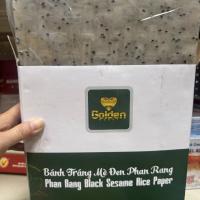 Golden
Bánh Tráng Mè Đen Phan Rang
Phan Rang Black Sesame Rice Paper